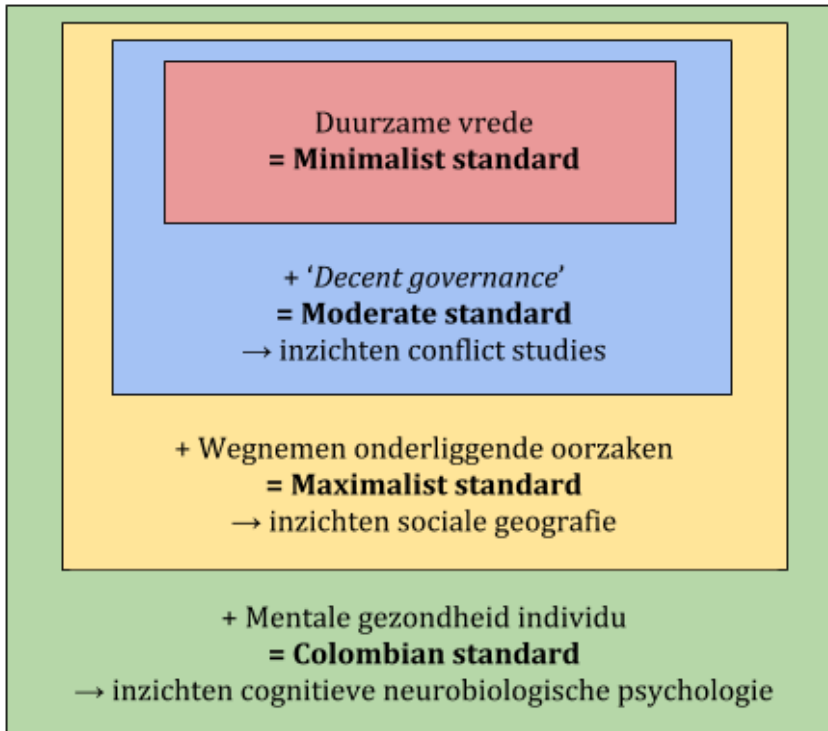 Duurzame vrede
= Minimalist standard
+ ‘Decent governance’
= Moderate standard
→ inzichten conflict studies
+ Wegnemen onderliggende oorzaken
= Maximalist standard
→ inzichten sociale geografie
+ Mentale gezondheid individu
= Colombian standard
→ inzichten cognitieve neurobiologische psychologie